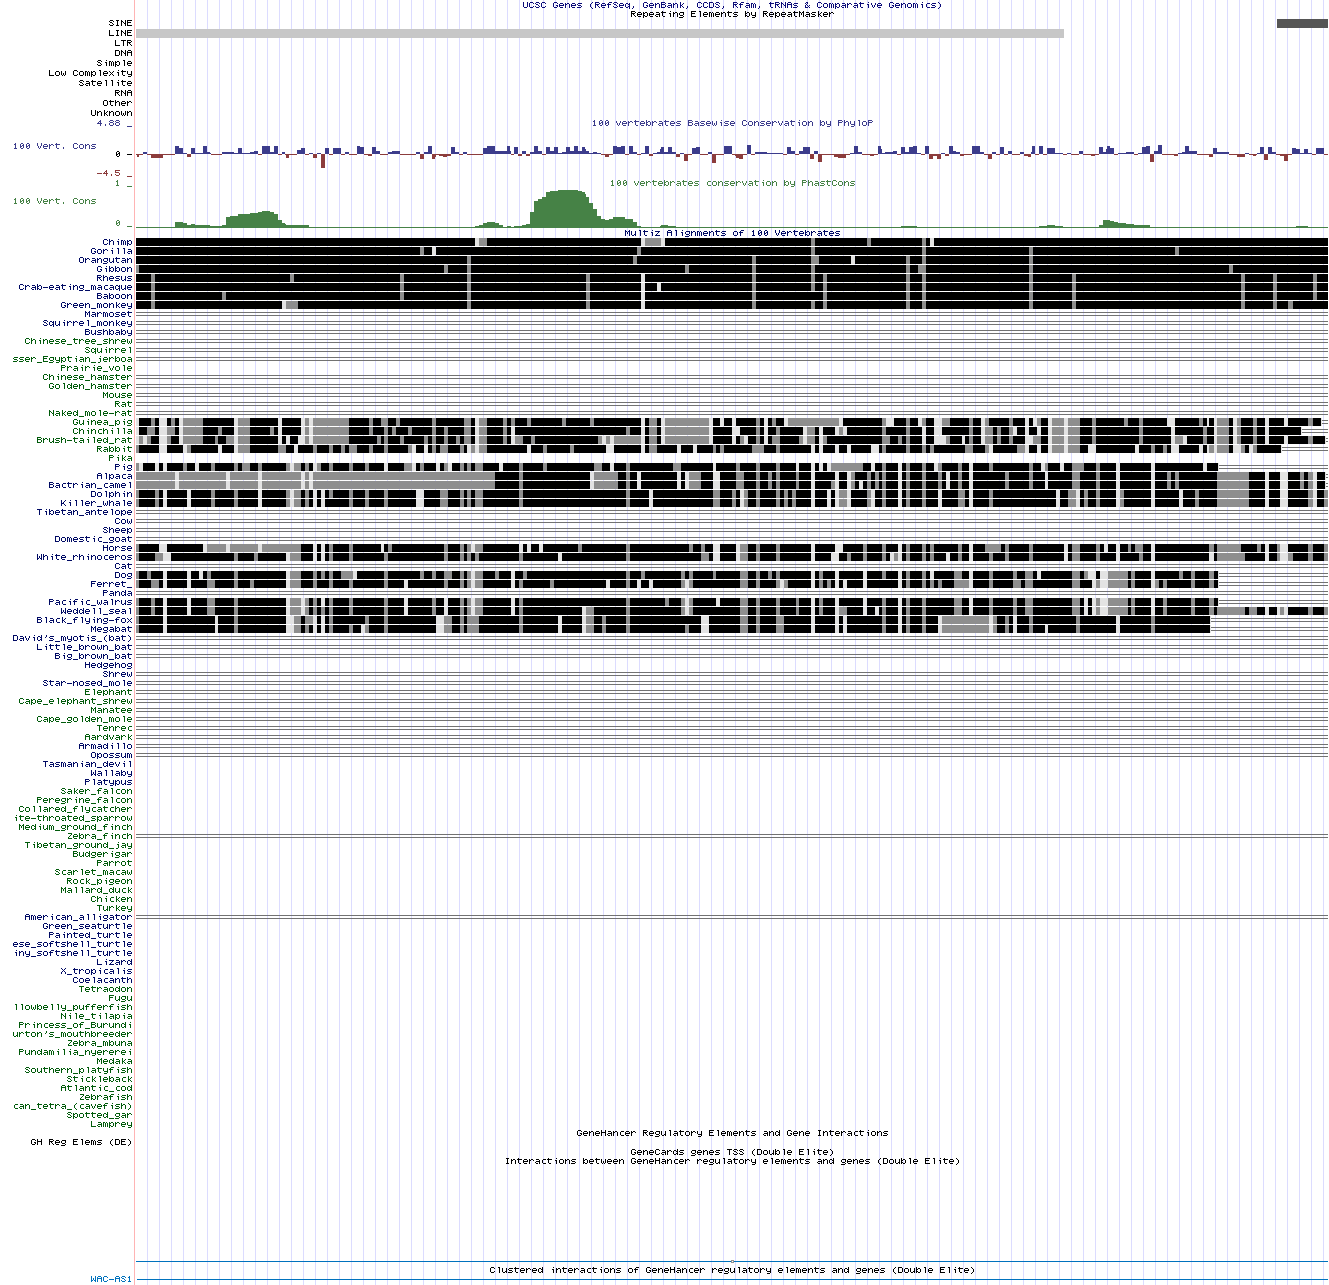 UCSC Genes (RefSeq, GenBank, CCDS, Rfam, tRNAs & Comparative Genomics)
Repeating Elements by RepeatMasker
SINE
LINE
LTR
DNA
Simple
Low Complexity
Satellite
RNA
Other
Unknown
4.88 _
100 vertebrates Basewise Conservation by PhyloP
100 Vert. Cons
0 -
-4.5 _
1 _
100 vertebrates conservation by PhastCons
100 Vert. Cons
0 _
Multiz Alignments of 100 Vertebrates
Chimp
Gorilla
Orangutan
Gibbon
Rhesus
Crab-eating_macaque
Baboon
Green_monkey
Marmoset
Squirrel_monkey
Bushbaby
Chinese_tree_shrew
Squirrel
sser_Egyptian_jerboa
Prairie_vole
Chinese_hamster
Golden_hamster
Mouse
Rat
Naked_mole-rat
Guinea_pig
Chinchilla
Brush-tailed_rat
Rabbit
Pika
Pig
Alpaca
Bactrian_camel
Dolphin
Killer_whale
Tibetan_antelope
Cow
Sheep
Domestic_goat
Horse
White_rhinoceros
Cat
Dog
Ferret_
Panda
Pacific_walrus
Weddell_seal
Black_flying-fox
Megabat
David's_myotis_(bat)
Little_brown_bat
Big_brown_bat
Hedgehog
Shrew
Star-nosed_mole
Elephant
Cape_elephant_shrew
Manatee
Cape_golden_mole
Tenrec
Aardvark
Armadillo
Opossum
Tasmanian_devil
Wallaby
Platypus
Saker_falcon
Peregrine_falcon
Collared_flycatcher
ite-throated_sparrow
Medium_ground_finch
Zebra_finch
Tibetan_ground_jay
Budgerigar
Parrot
Scarlet_macaw
Rock_pigeon
Mallard_duck
Chicken
Turkey
American_alligator
Green_seaturtle
Painted_turtle
ese_softshell_turtle
iny_softshell_turtle
Lizard
X_tropicalis
Coelacanth
Tetraodon
Fugu
llowbelly_pufferfish
Nile_tilapia
Princess_of_Burundi
urton's_mouthbreeder
Zebra_mbuna
Pundamilia_nyererei
Medaka
Southern_platyfish
Stickleback
Atlantic_cod
Zebrafish
can_tetra_(cavefish)
Spotted_gar
Lamprey
GeneHancer Regulatory Elements and Gene Interactions
GH Reg Elems (DE)
GeneCards genes TSS (Double Elite)
Interactions between GeneHancer regulatory elements and genes (Double Elite)
Clustered interactions of GeneHancer regulatory elements and genes (Double Elite)
WAC-AS1